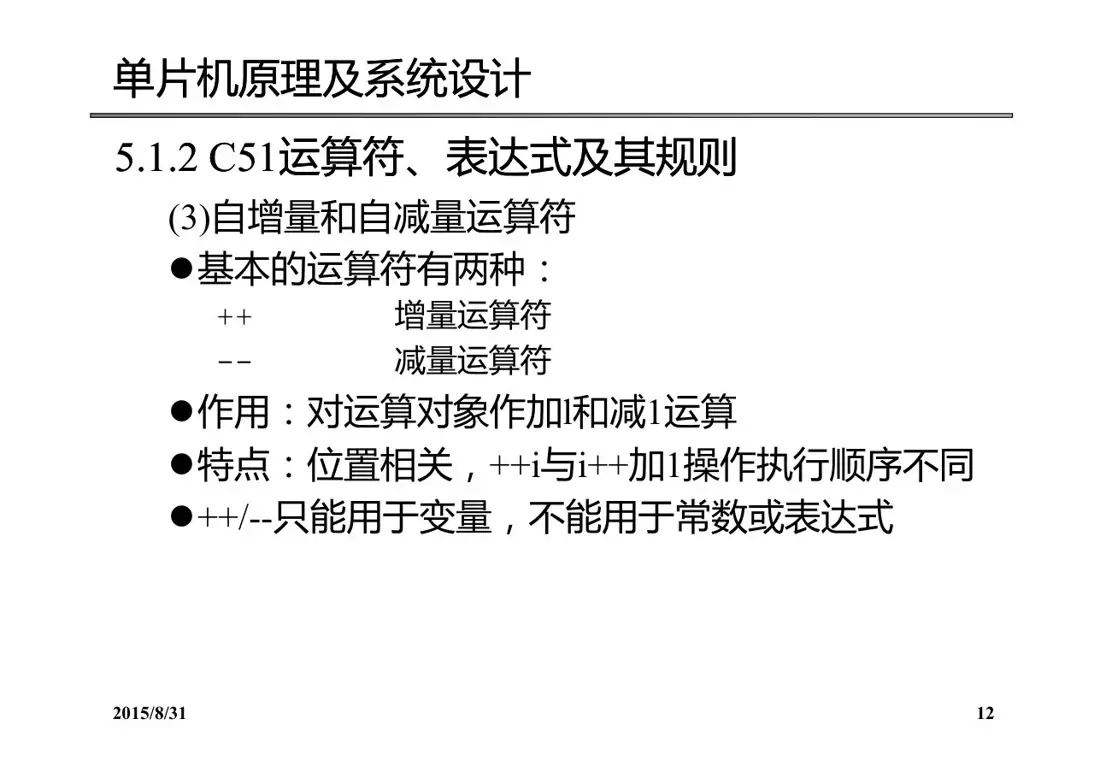 单片机原理及系统设计
5.1.2 C51运算符、表达式及其规则
(3)自增量和自减量运算符
●基本的运算符有两种：
++ 增量运算符
-- 减量运算符
●作用：对运算对象作加l和减1运算
●特点：位置相关，++i与i++加1操作执行顺序不同
●++/--只能用于变量，不能用于常数或表达式
2015/8/31 12